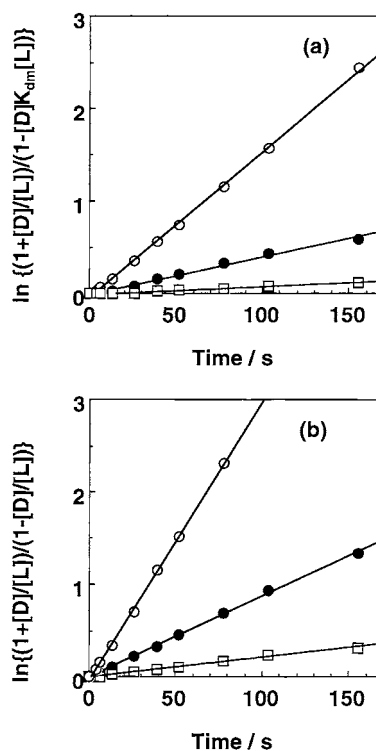 (a)
ln {(1+[D]/[L])/(1-[D]K_dm[L])}
3
2
1
0
0 50 100 150
Time / s
(b)
ln{(1+[D]/[L])/(1-[D]/[L])}
3
2
1
0
0 50 100 150
Time / s